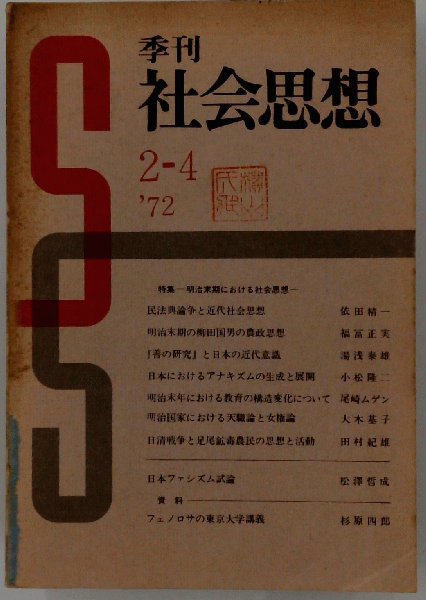 季刊
社会思想
2-4
'72
特集―明治末期における社会思想―
民法典論争と近代社会思想 依田精一
明治末期の柳田国男の農政思想 福富正実
『善の研究』と日本の近代意識 湯浅泰雄
日本におけるアナキズムの生成と展開 小松隆二
明治末年における教育の構造変化について 尾崎ムゲン
明治国家における天職論と女権論 大木基子
日清戦争と足尾鉱毒農民の思想と活動 田村紀雄
日本ファシズム試論 松澤哲成
資料
フェノロサの東京大学講義 杉原四郎